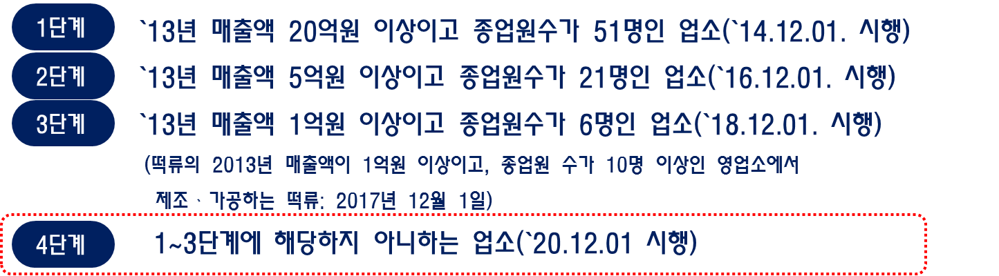 1단계 `13년 매출액 20억원 이상이고 종업원수가 51명인 업소(`14.12.01. 시행)
2단계 `13년 매출액 5억원 이상이고 종업원수가 21명인 업소(`16.12.01. 시행)
3단계 `13년 매출액 1억원 이상이고 종업원수가 6명인 업소(`18.12.01. 시행)
(떡류의 2013년 매출액이 1억원 이상이고, 종업원 수가 10명 이상인 영업소에서
제조ㆍ가공하는 떡류: 2017년 12월 1일)
4단계 1~3단계에 해당하지 아니하는 업소(`20.12.01 시행)